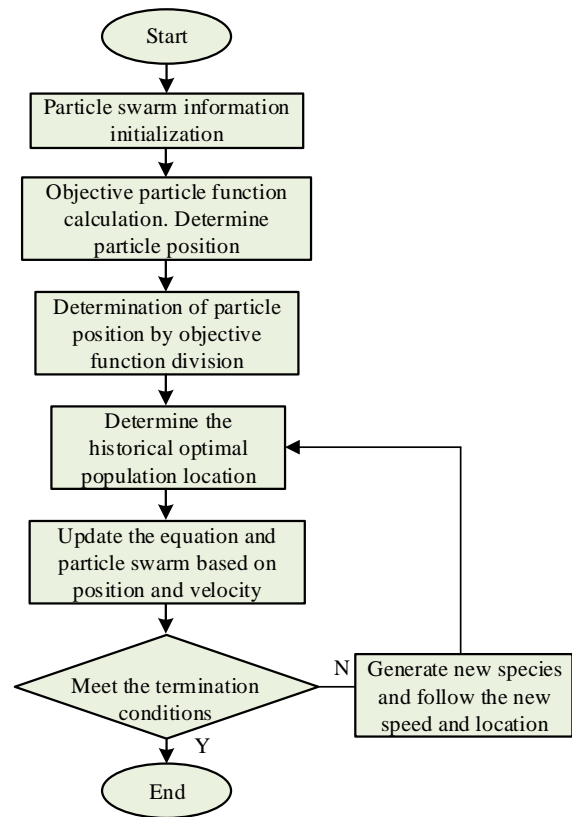 Start
Particle swarm information
initialization
Objective particle function
calculation. Determine
particle position
Determination of particle
position by objective
function division
Determine the
historical optimal
population location
Update the equation and
particle swarm based on
position and velocity
Meet the termination
conditions
N
Generate new species
and follow the new
speed and location
Y
End